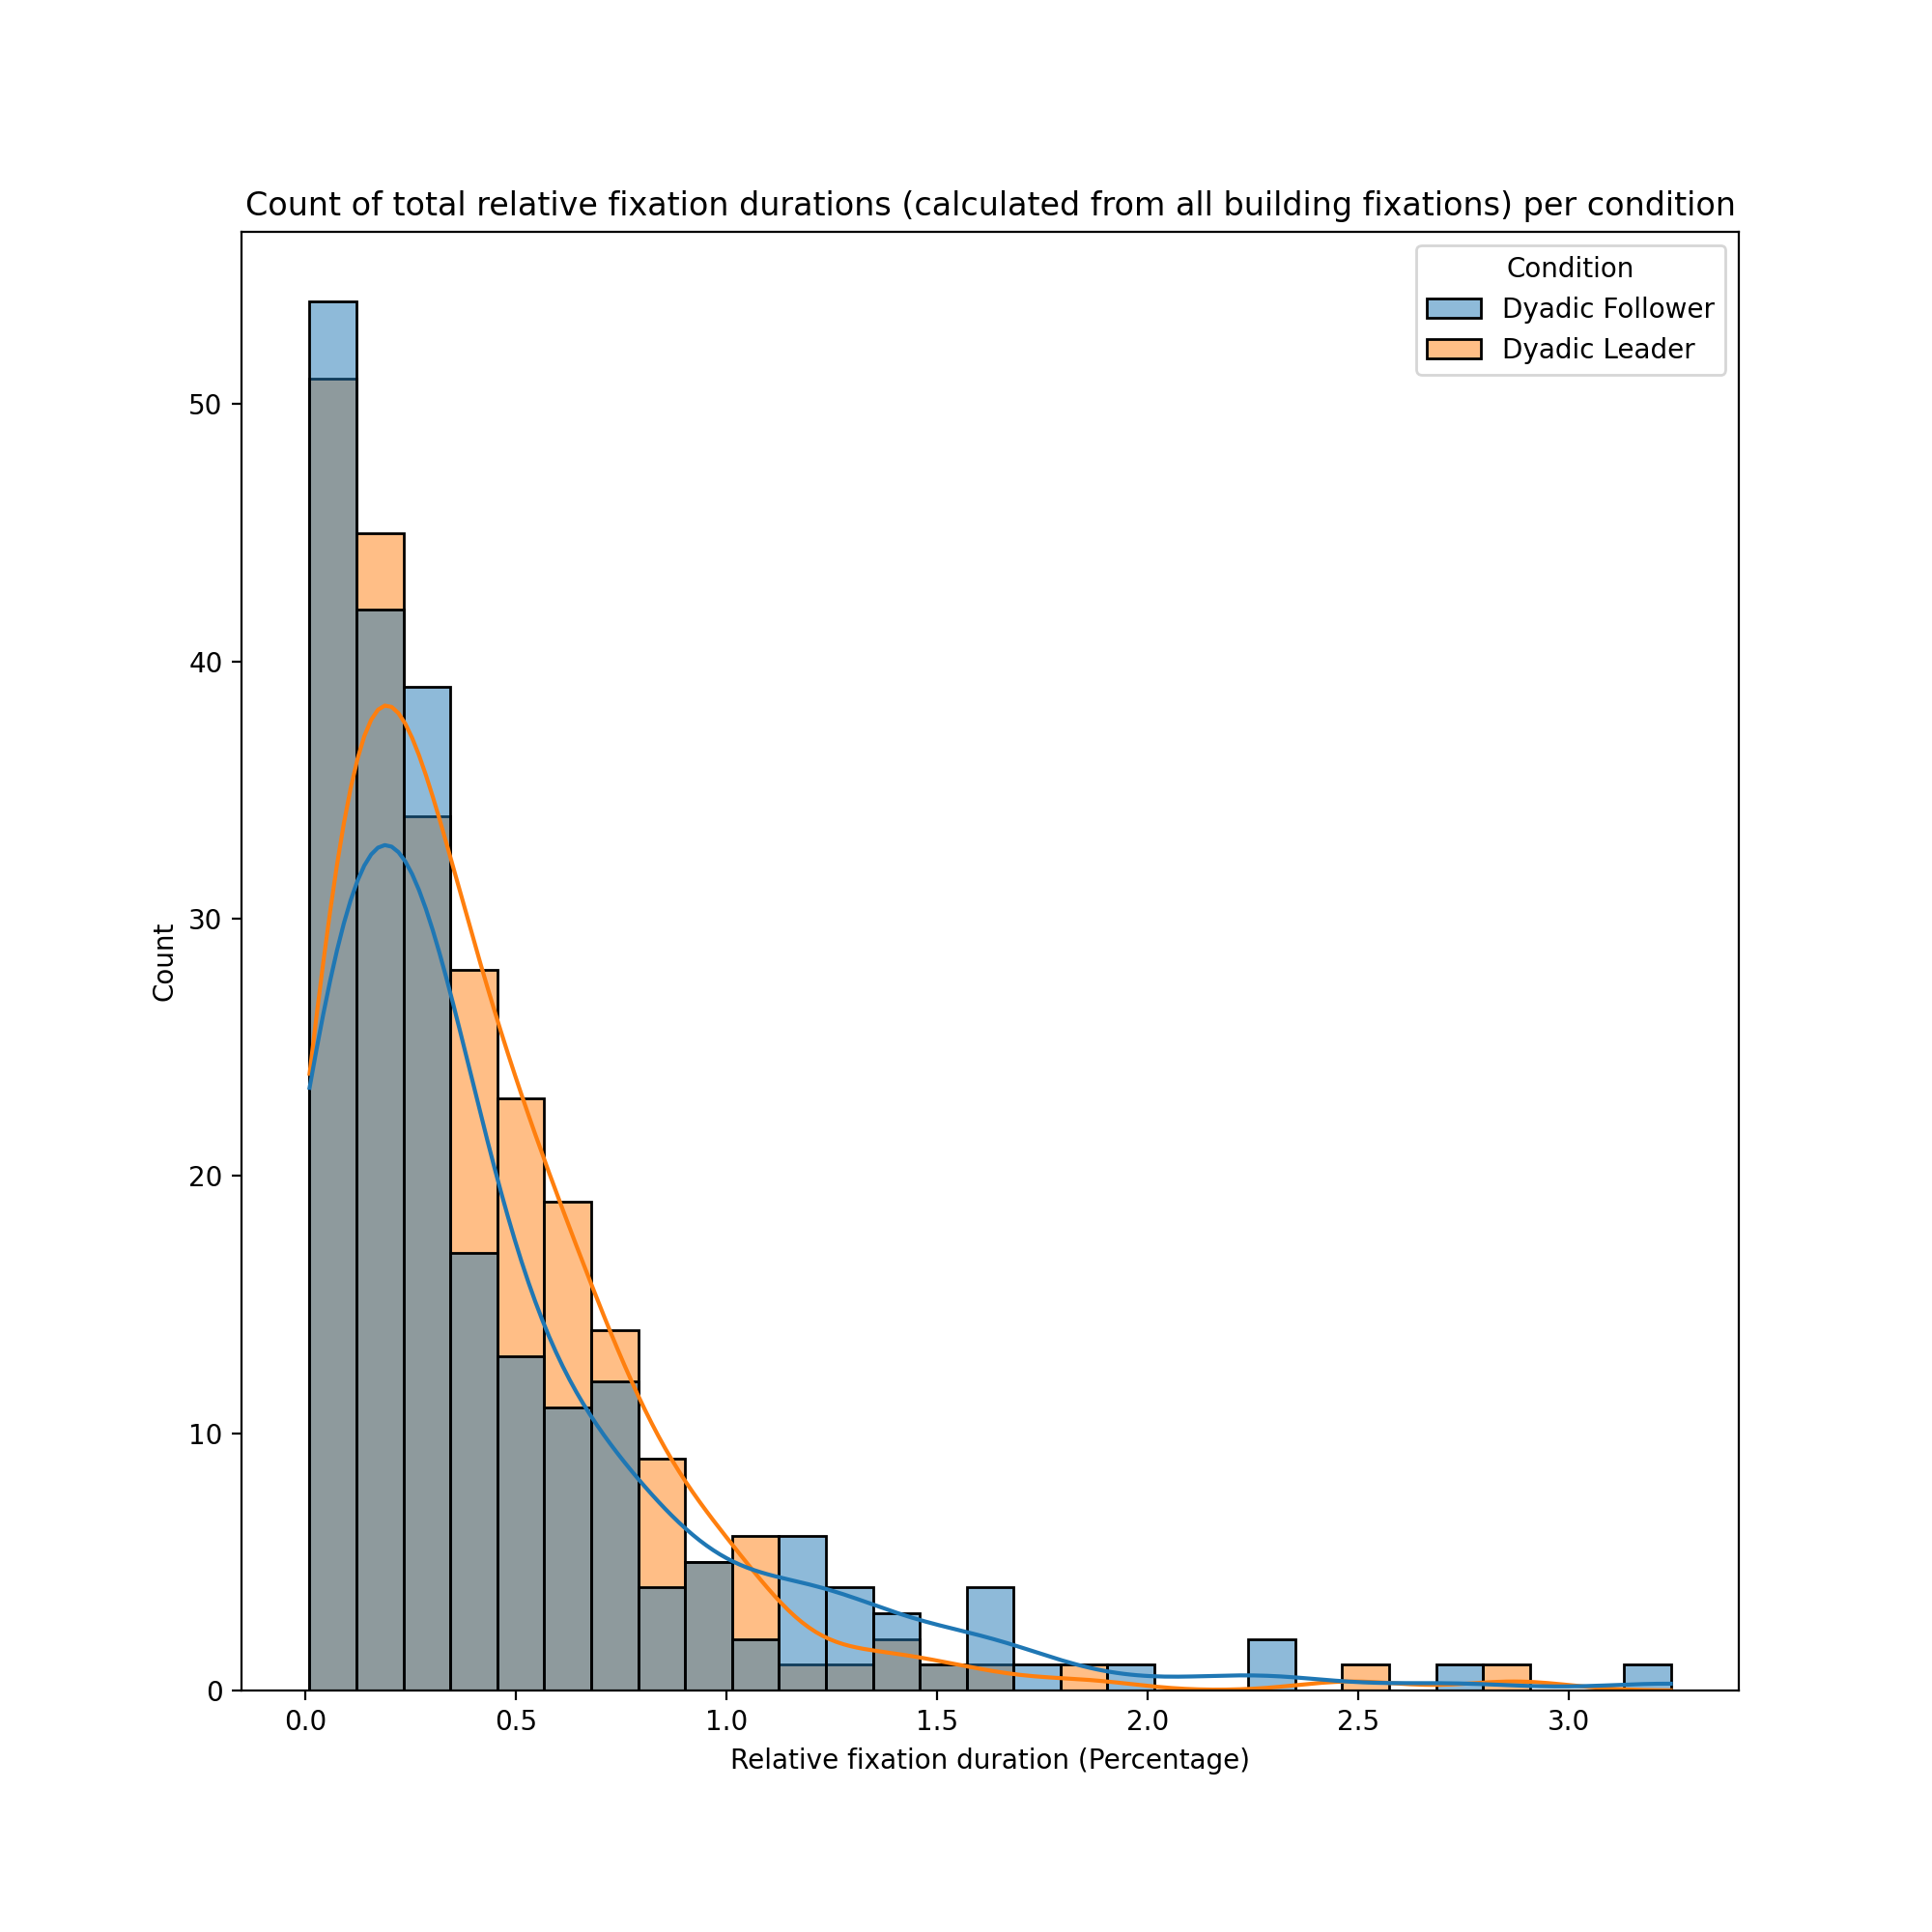 Count of total relative fixation durations (calculated from all building fixations) per condition
Condition
Dyadic Follower
Dyadic Leader
50
40
30
20
10
0
Count
0.0 0.5 1.0 1.5 2.0 2.5 3.0
Relative fixation duration (Percentage)